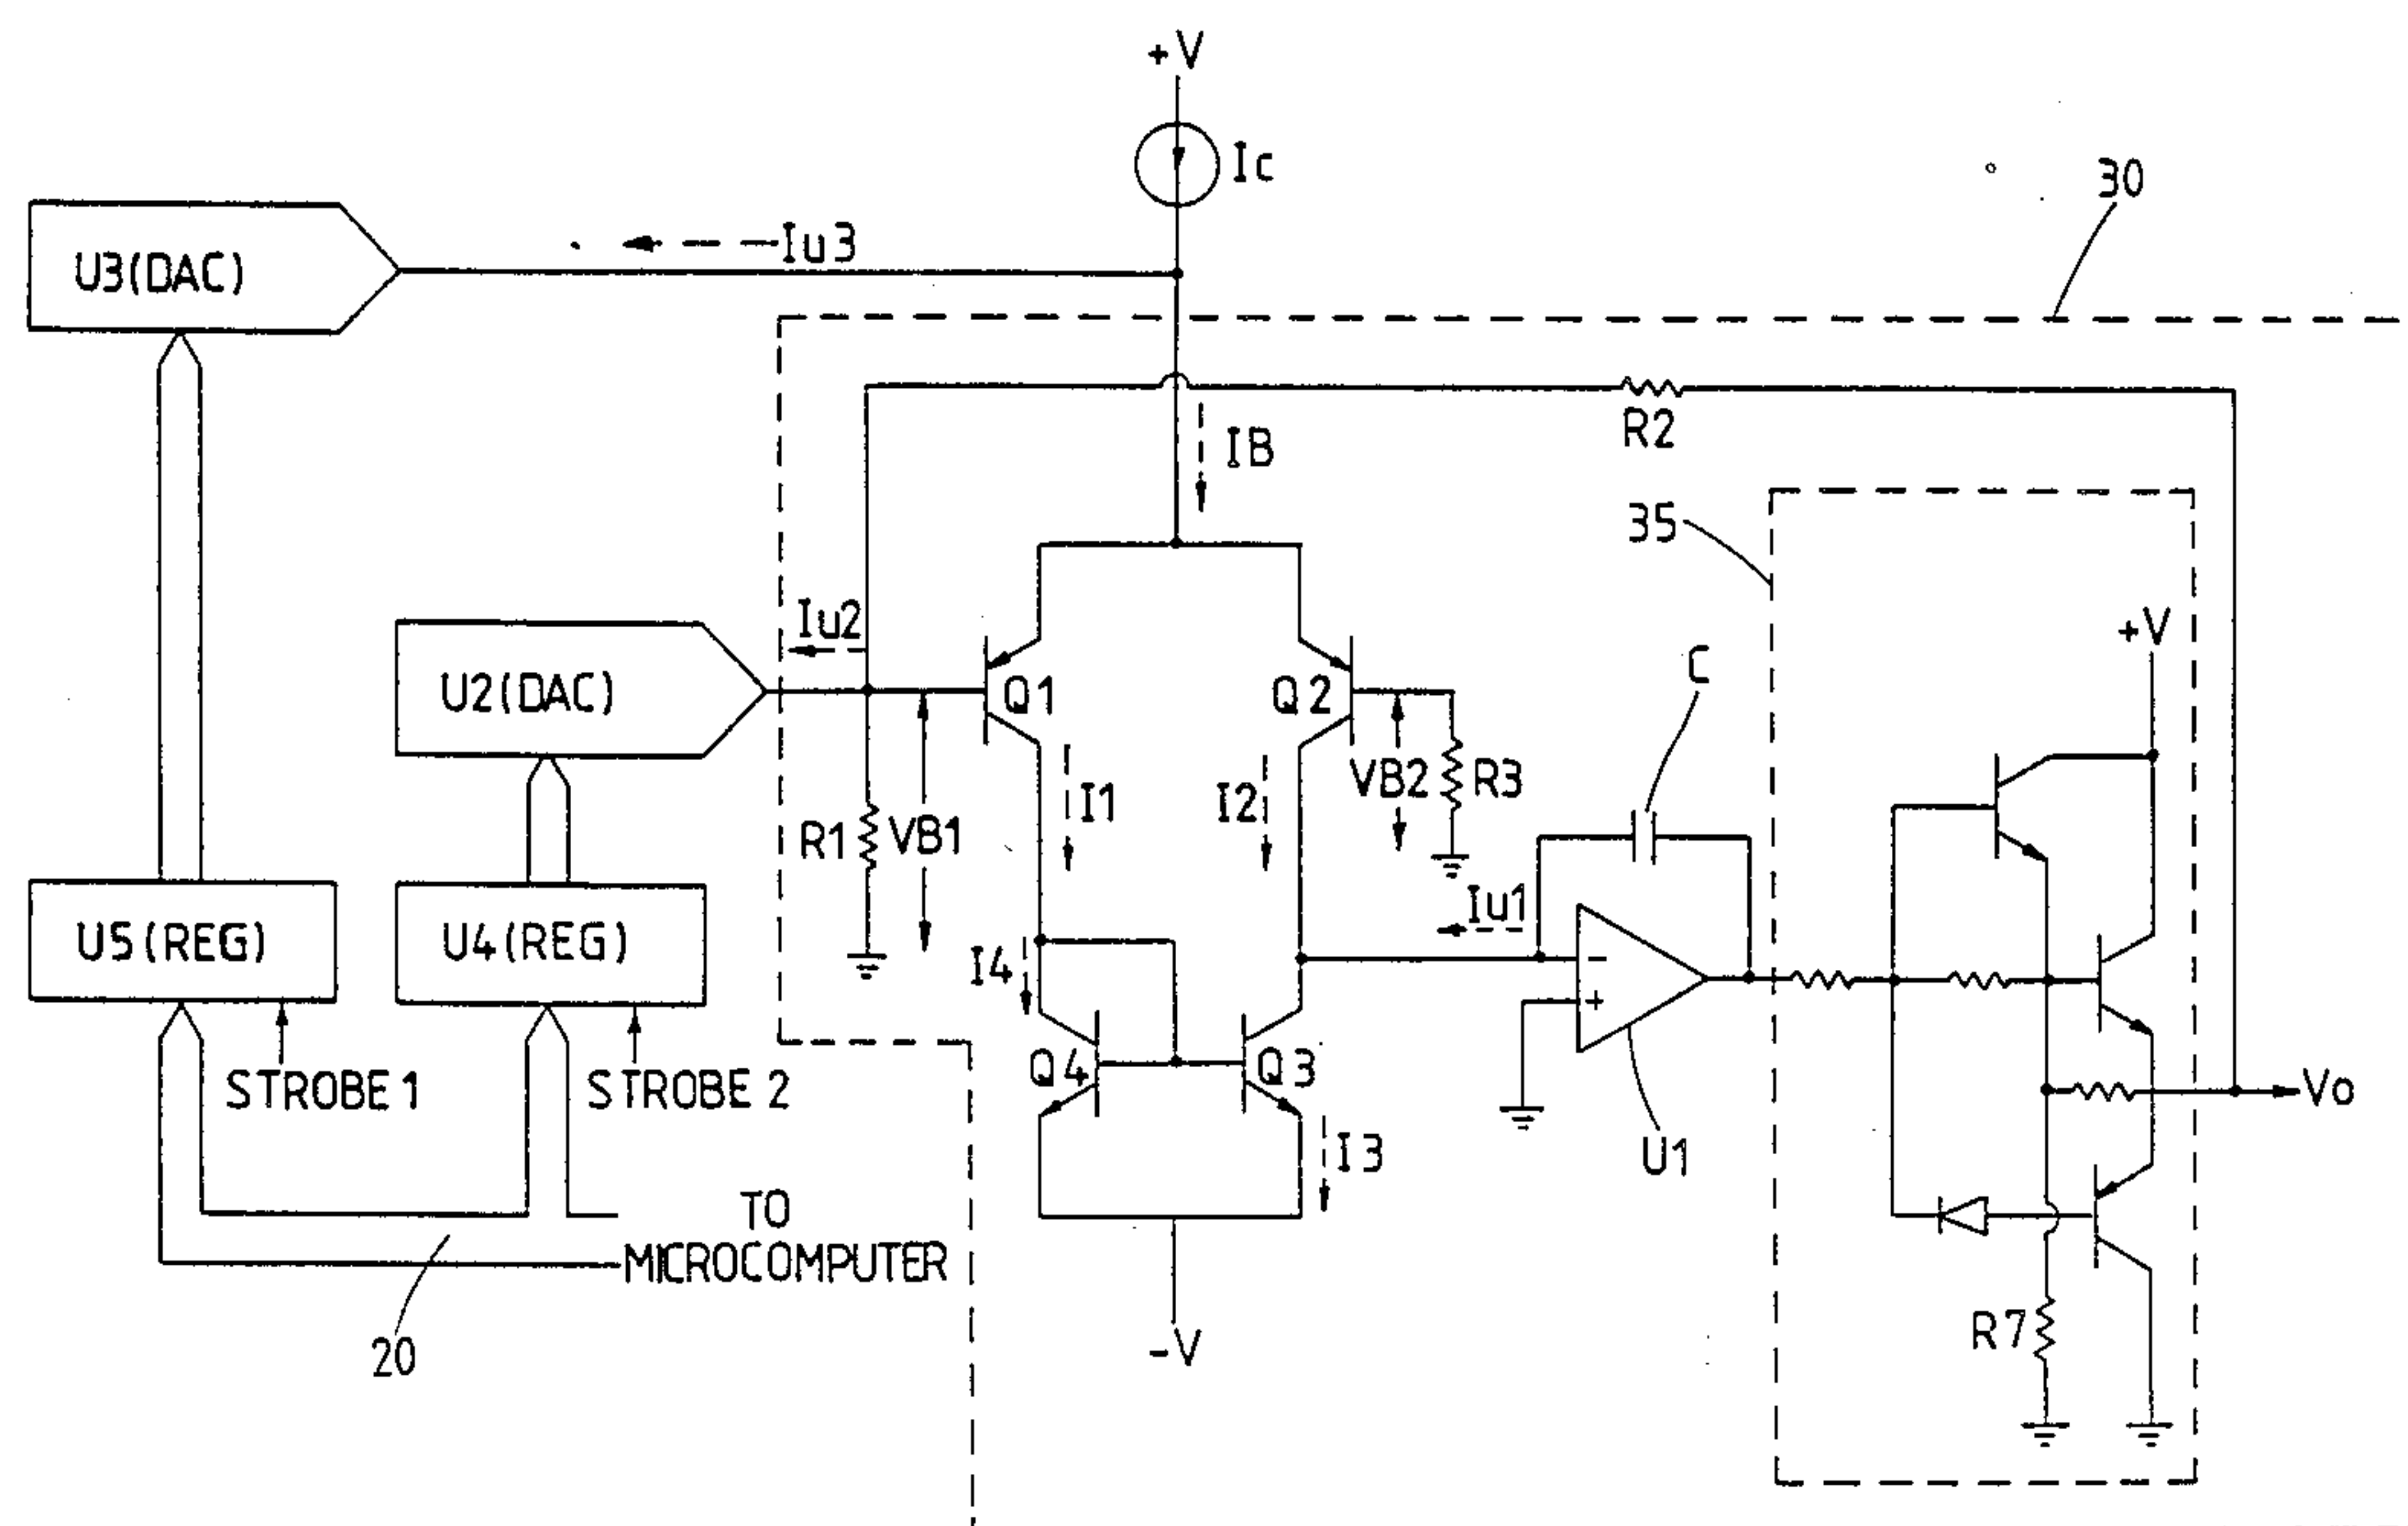 +V
Ic
30
Iu3
U3(DAC)
R2
IB
35
+V
Iu2
C
U2(DAC)
Q1
Q2
VB2
R3
I1
I2
R1
VB1
Iu1
U5(REG)
U4(REG)
I4
STROBE 1
STROBE 2
Q4
Q3
Vo
U1
I3
TO
MICROCOMPUTER
R7
20
-V